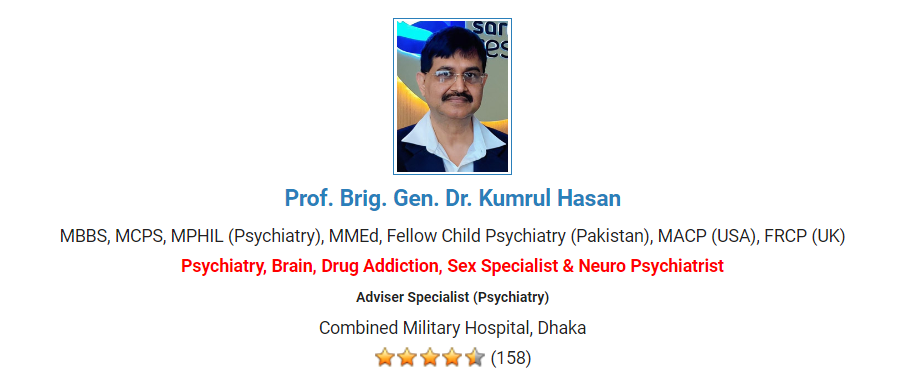 Prof. Brig. Gen. Dr. Kumrul Hasan
MBBS, MCPS, MPHIL (Psychiatry), MMEd, Fellow Child Psychiatry (Pakistan), MACP (USA), FRCP (UK)
Psychiatry, Brain, Drug Addiction, Sex Specialist & Neuro Psychiatrist
Adviser Specialist (Psychiatry)
Combined Military Hospital, Dhaka
(158)